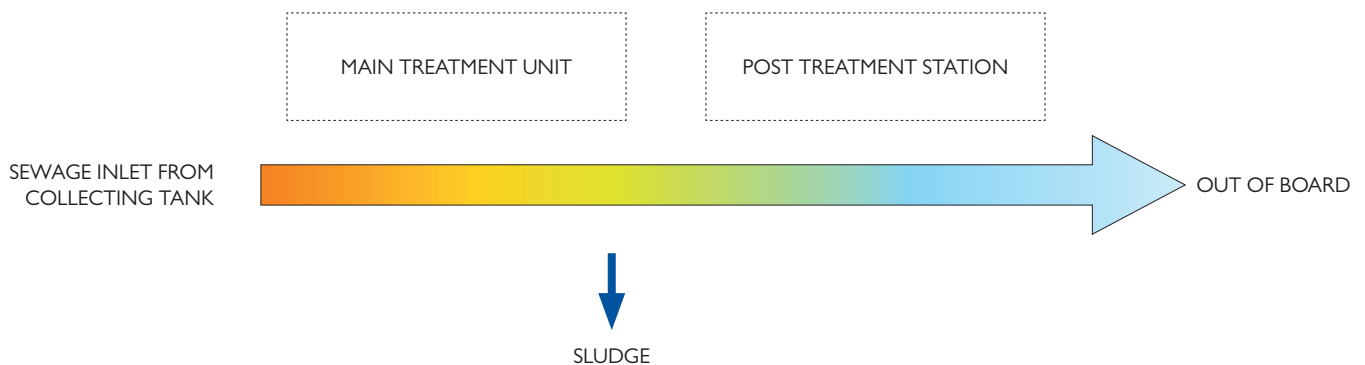 MAIN TREATMENT UNIT
POST TREATMENT STATION
SEWAGE INLET FROM
COLLECTING TANK
OUT OF BOARD
SLUDGE